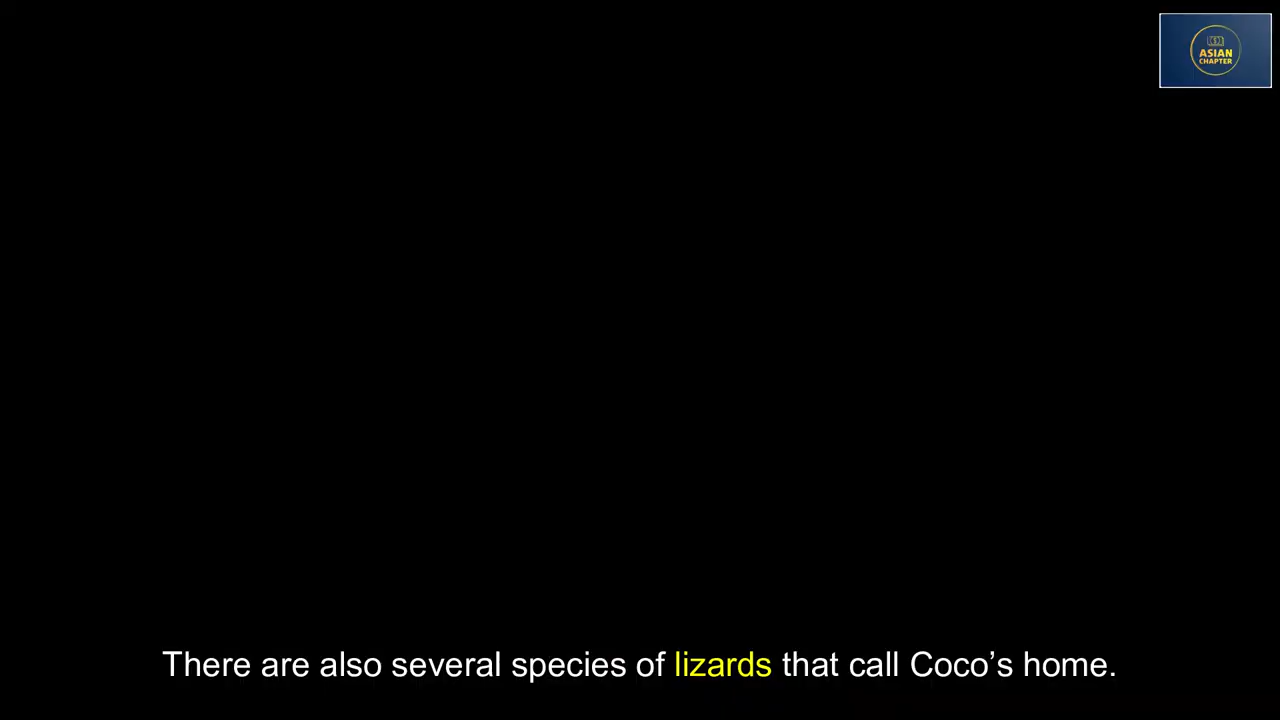 ASIAN
CHAPTER
There are also several species of lizards that call Coco’s home.